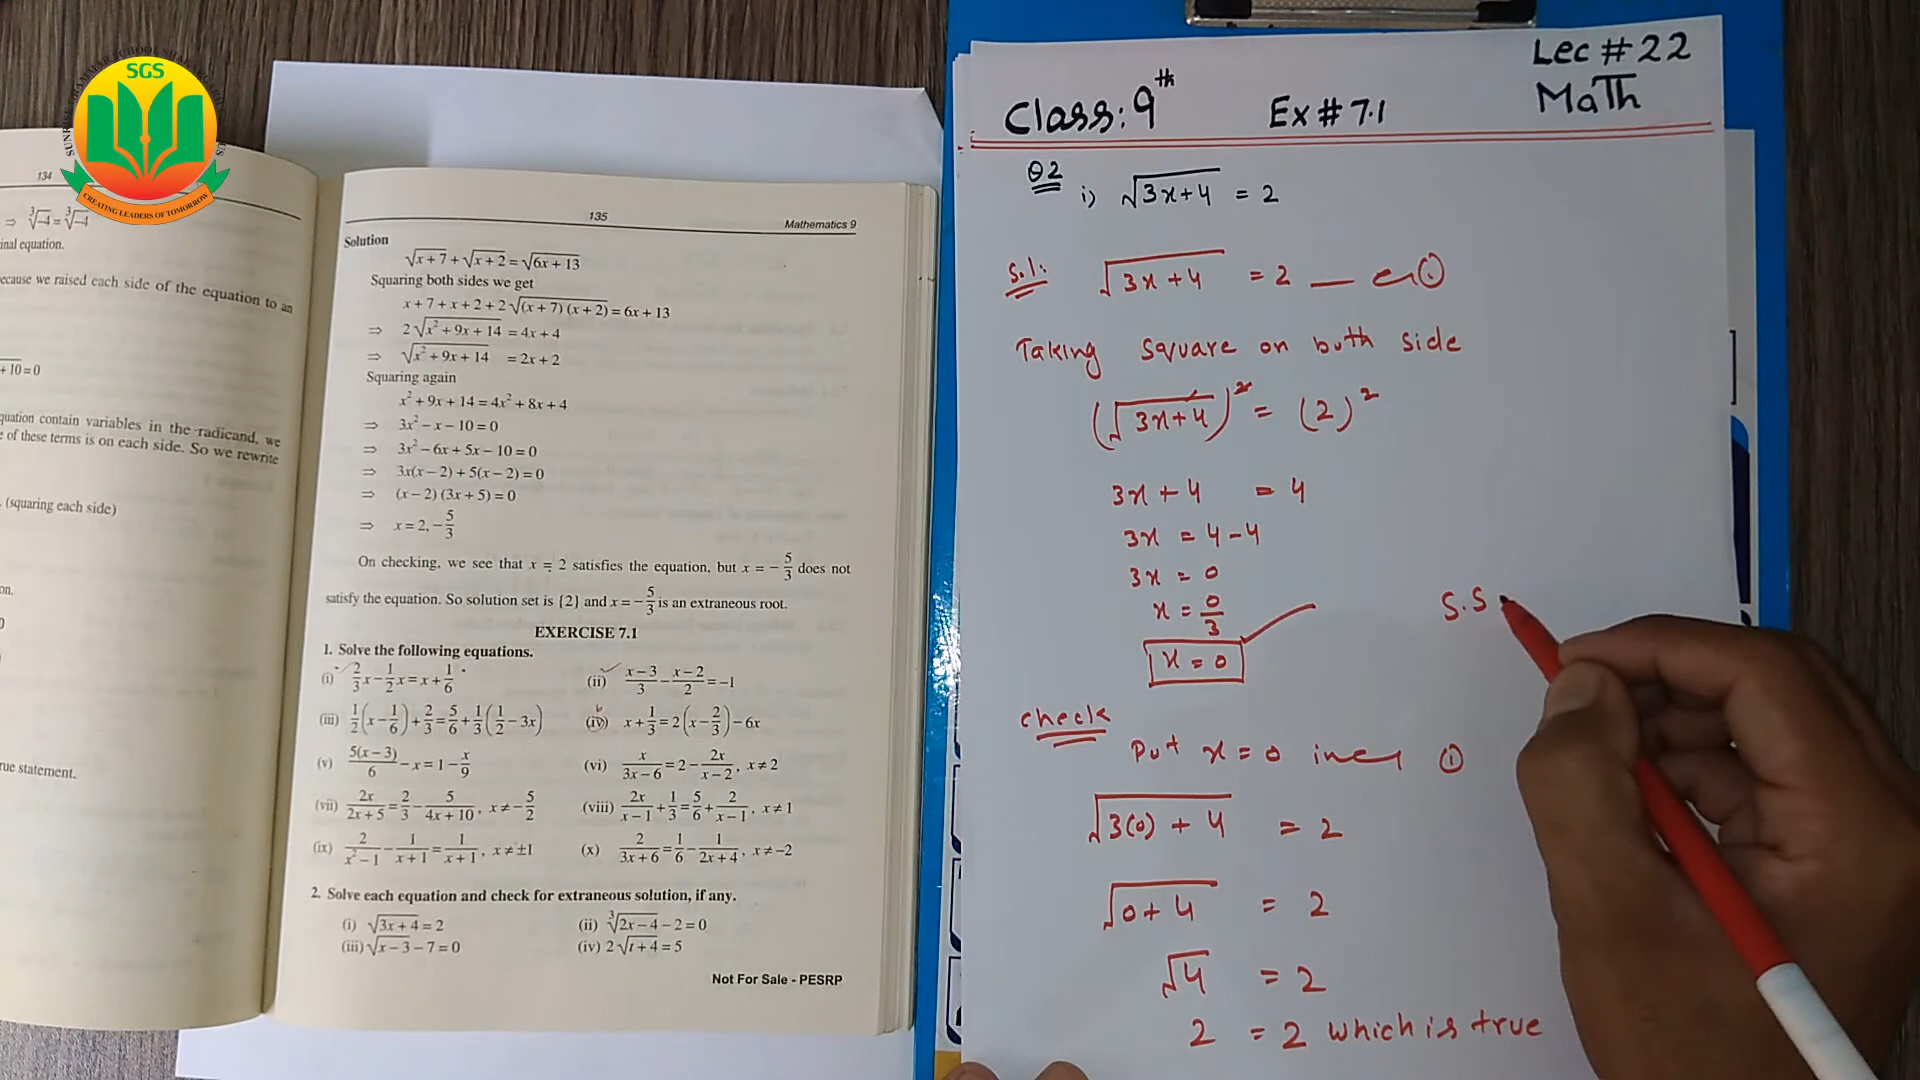 SGS
CREATING LEADERS OF TOMORROW
134
⇒ ∛-4 = ∛-4
inal equation.
ecause we raised each side of the equation to an
+ 10 = 0
quation contain variables in the radicand, we
e of these terms is on each side. So we rewrite
. (squaring each side)
on.
rue statement.
135
Mathematics 9
Solution
√(x + 7) + √(x + 2) = √(6x + 13)
Squaring both sides we get
x + 7 + x + 2 + 2√((x + 7) (x + 2)) = 6x + 13
⇒ 2√(x² + 9x + 14) = 4x + 4
⇒ √(x² + 9x + 14) = 2x + 2
Squaring again
x² + 9x + 14 = 4x² + 8x + 4
⇒ 3x² – x – 10 = 0
⇒ 3x² – 6x + 5x – 10 = 0
⇒ 3x(x – 2) + 5(x – 2) = 0
⇒ (x – 2) (3x + 5) = 0
⇒ x = 2, – 5/3
On checking, we see that x = 2 satisfies the equation, but x = – 5/3 does not
satisfy the equation. So solution set is {2} and x = – 5/3 is an extraneous root.
EXERCISE 7.1
1. Solve the following equations.
(i) 2/3 x – 1/2 x = x + 1/6 (ii) (x – 3)/3 – (x – 2)/2 = –1
(iii) 1/2 (x – 1/6) + 2/3 = 5/6 + 1/3 (1/2 – 3x) (iv) x + 1/3 = 2 (x – 2/3) – 6x
(v) 5(x – 3)/6 – x = 1 – x/9 (vi) x/(3x – 6) = 2 – 2x/(x – 2), x ≠ 2
(vii) 2x/(2x + 5) = 2/3 – 5/(4x + 10), x ≠ – 5/2 (viii) 2x/(x – 1) + 1/3 = 5/6 + 2/(x – 1), x ≠ 1
(ix) 2/(x² – 1) – 1/(x + 1) = 1/(x + 1), x ≠ ±1 (x) 2/(3x + 6) = 1/6 – 1/(2x + 4), x ≠ –2
2. Solve each equation and check for extraneous solution, if any.
(i) √(3x + 4) = 2 (ii) ∛(2x – 4) – 2 = 0
(iii) √(x – 3) – 7 = 0 (iv) 2√(t + 4) = 5
Not For Sale - PESRP
Lec # 22
Class: 9th Ex # 7.1 MaTh
Q2
i) √(3x+4) = 2
Sol: √(3x+4) = 2 — eq ①
Taking Square on both side
(√(3x+4))² = (2)²
3x + 4 = 4
3x = 4 - 4
3x = 0
x = 0/3
x = 0
S.S
check
Put x = 0 in eq ①
√(3(0) + 4) = 2
√(0+4) = 2
√4 = 2
2 = 2 which is true